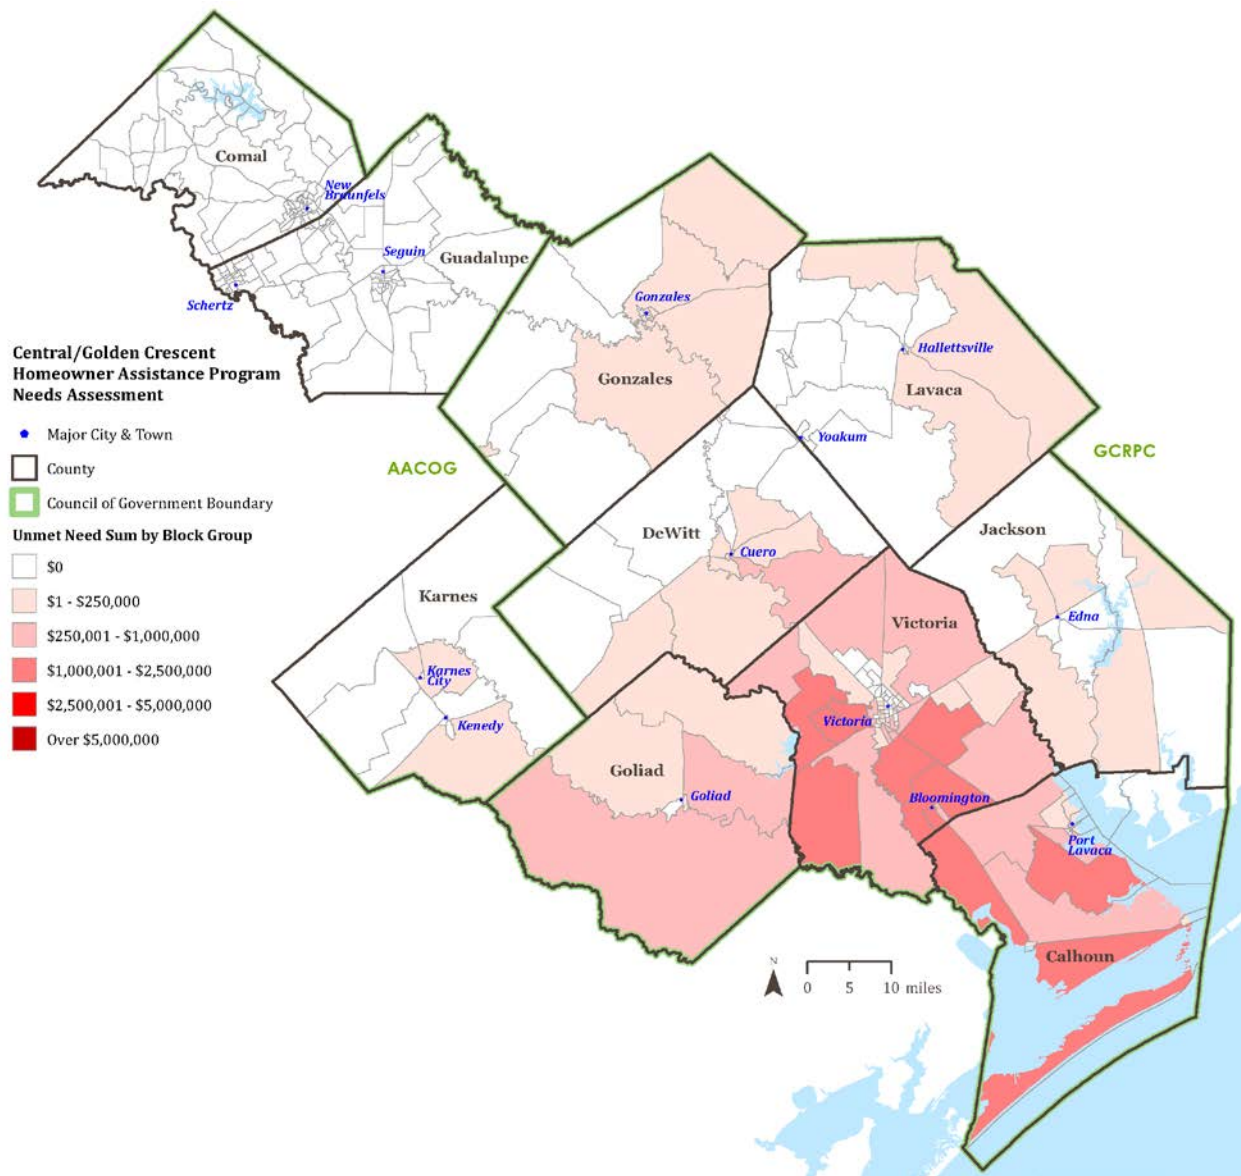 Comal
New
Braunfels
Seguin
Guadalupe
Schertz
Gonzales
Hallettsville
Gonzales
Lavaca
Yoakum
AACOG
GCRPC
Central/Golden Crescent
Homeowner Assistance Program
Needs Assessment
Major City & Town
County
Council of Government Boundary
Unmet Need Sum by Block Group
$0
$1 - $250,000
$250,001 - $1,000,000
$1,000,001 - $2,500,000
$2,500,001 - $5,000,000
Over $5,000,000
DeWitt
Cuero
Jackson
Edna
Karnes
Victoria
Karnes
City
Kenedy
Victoria
Goliad
Goliad
Bloomington
Port
Lavaca
Calhoun
N
0 5 10 miles